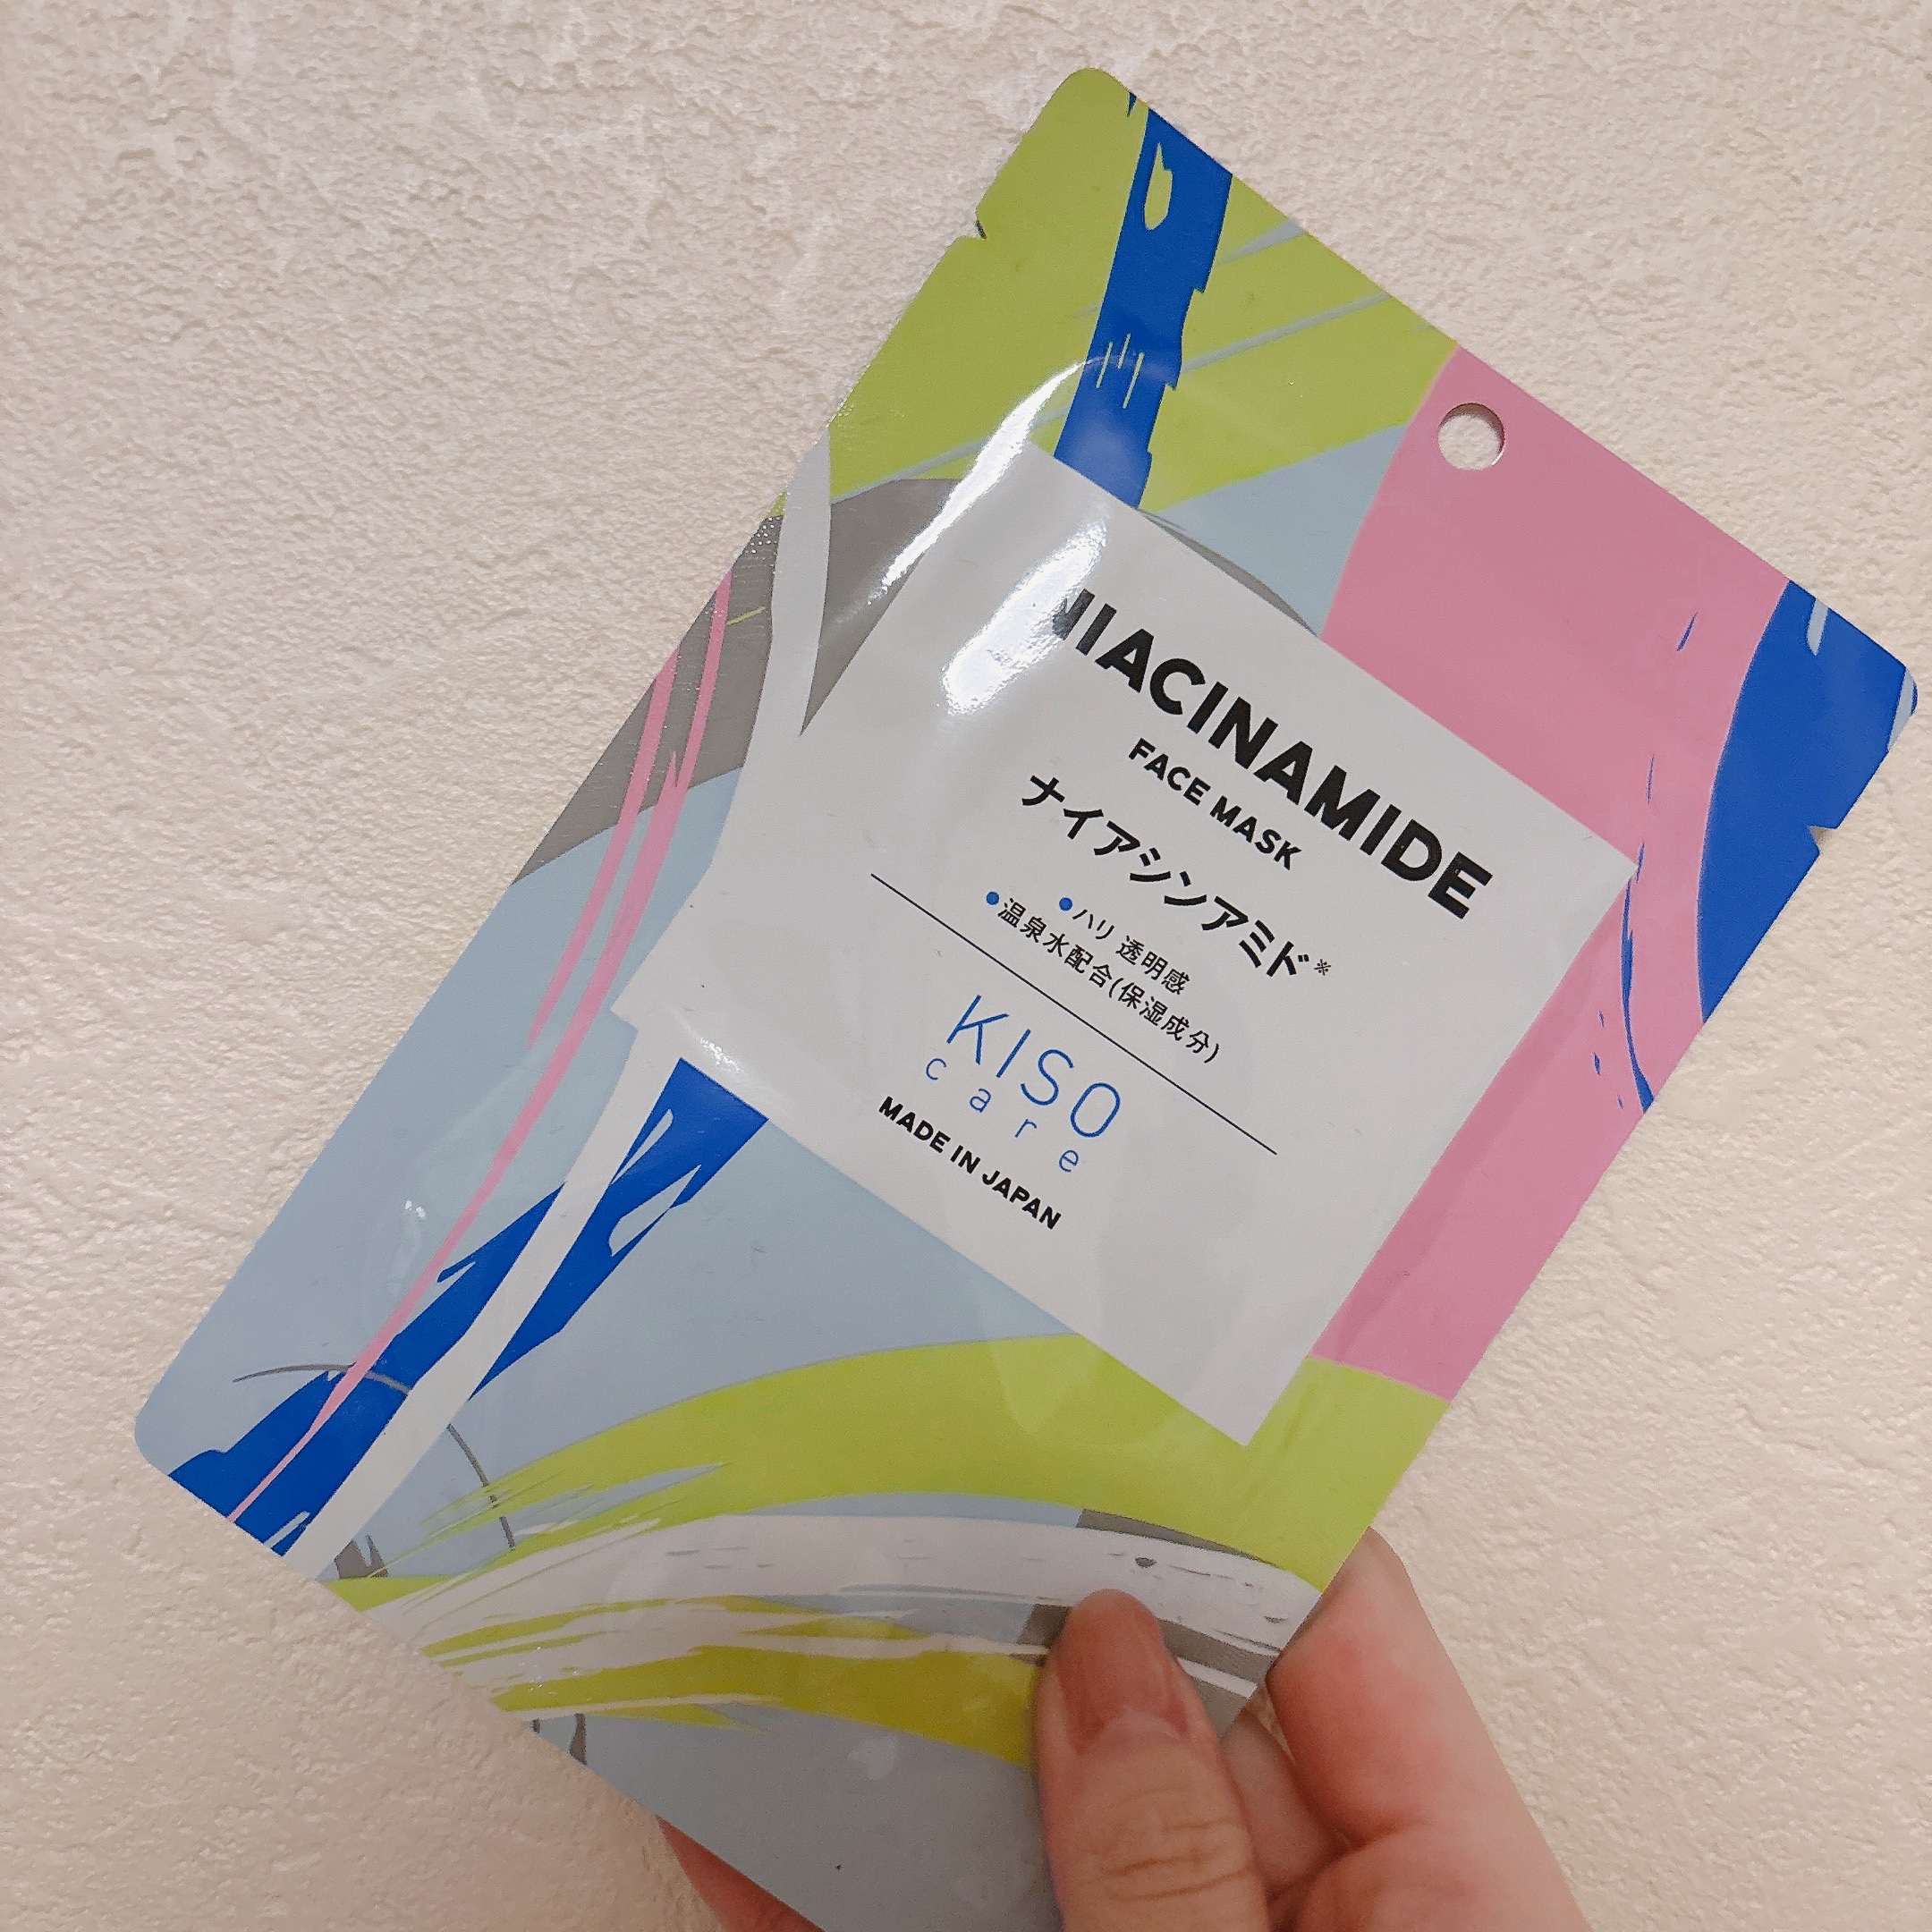 NIACINAMIDE
FACE MASK
ナイアシンアミド※
●ハリ 透明感
●温泉水配合(保湿成分)
KISO
care
MADE IN JAPAN